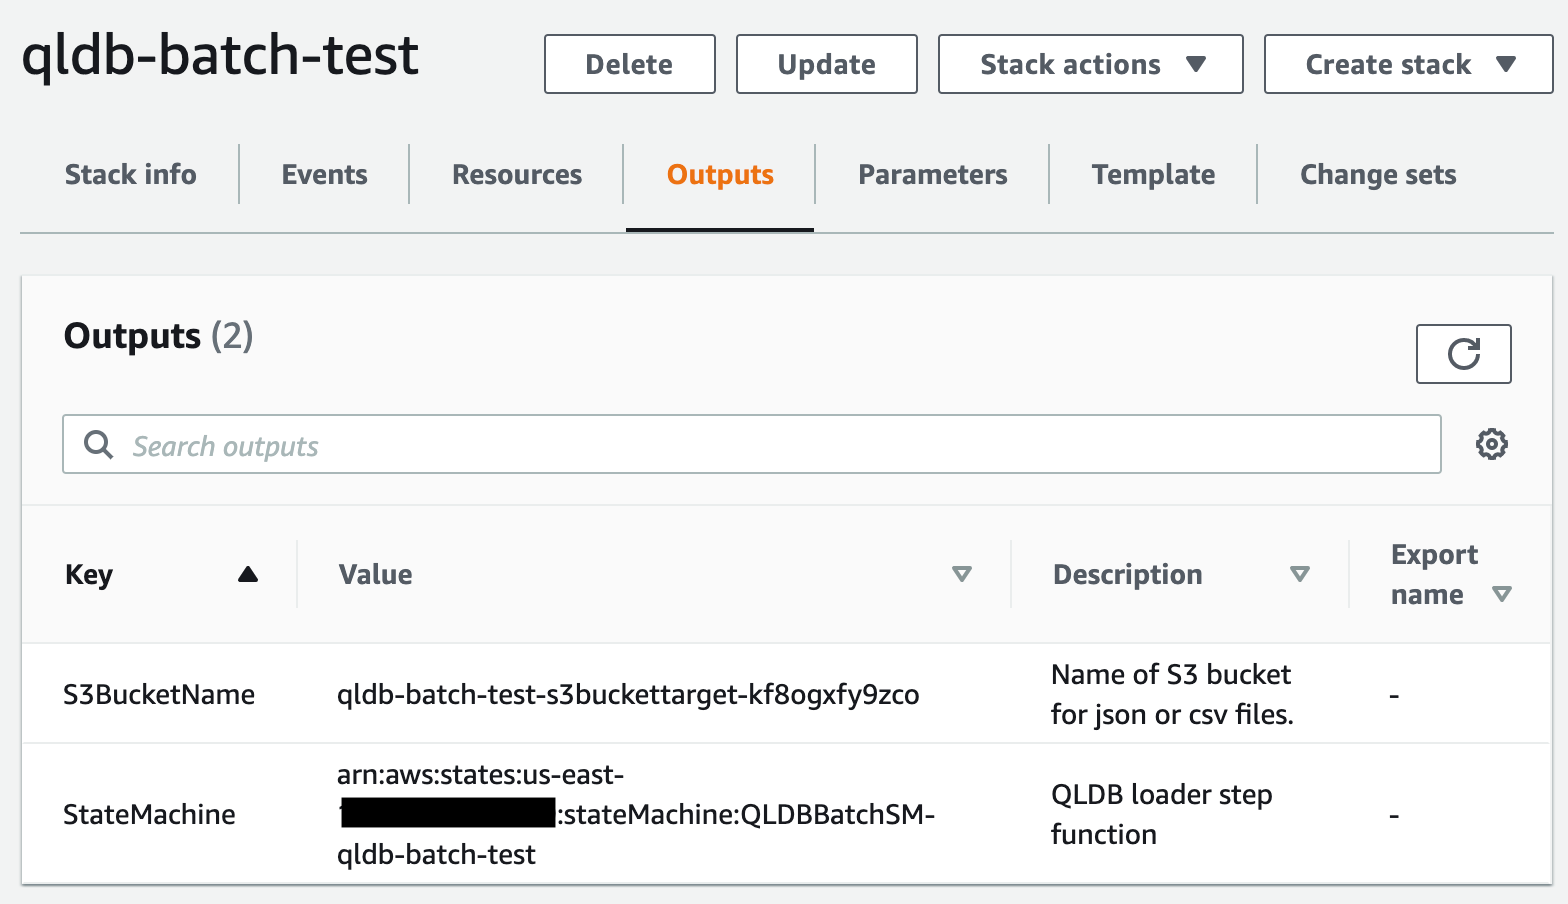 qldb-batch-test
Delete
Update
Stack actions
Create stack
Stack info
Events
Resources
Outputs
Parameters
Template
Change sets
Outputs (2)
Search outputs
Key
Value
Description
Export
name
S3BucketName
qldb-batch-test-s3buckettarget-kf8ogxfy9zco
Name of S3 bucket
for json or csv files.
-
StateMachine
arn:aws:states:us-east-
:stateMachine:QLDBBatchSM-
qldb-batch-test
QLDB loader step
function
-